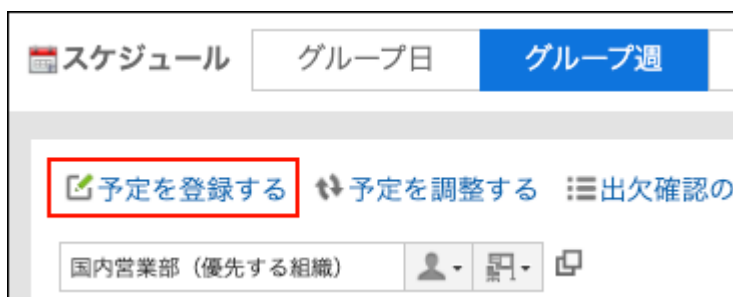 スケジュール グループ日 グループ週
予定を登録する 予定を調整する 出欠確認の
国内営業部（優先する組織）